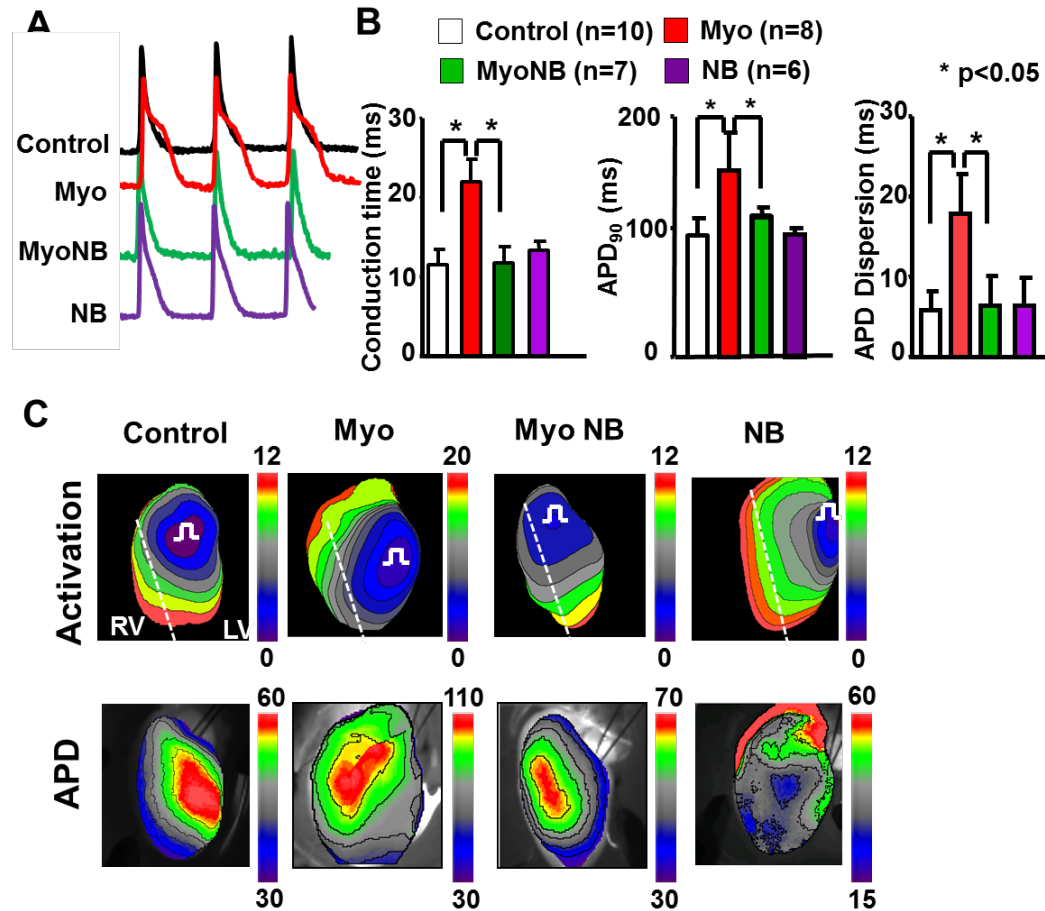 A
Control
Myo
MyoNB
NB
B
Control (n=10)
Myo (n=8)
MyoNB (n=7)
NB (n=6)
* p<0.05
Conduction time (ms)
30
20
10
0
* *
APD90 (ms)
200
100
0
* *
APD Dispersion (ms)
30
20
10
0
* *
C
Control
Myo
Myo NB
NB
Activation
12
0
20
0
12
0
12
0
RV
LV
APD
60
30
110
30
70
30
60
15